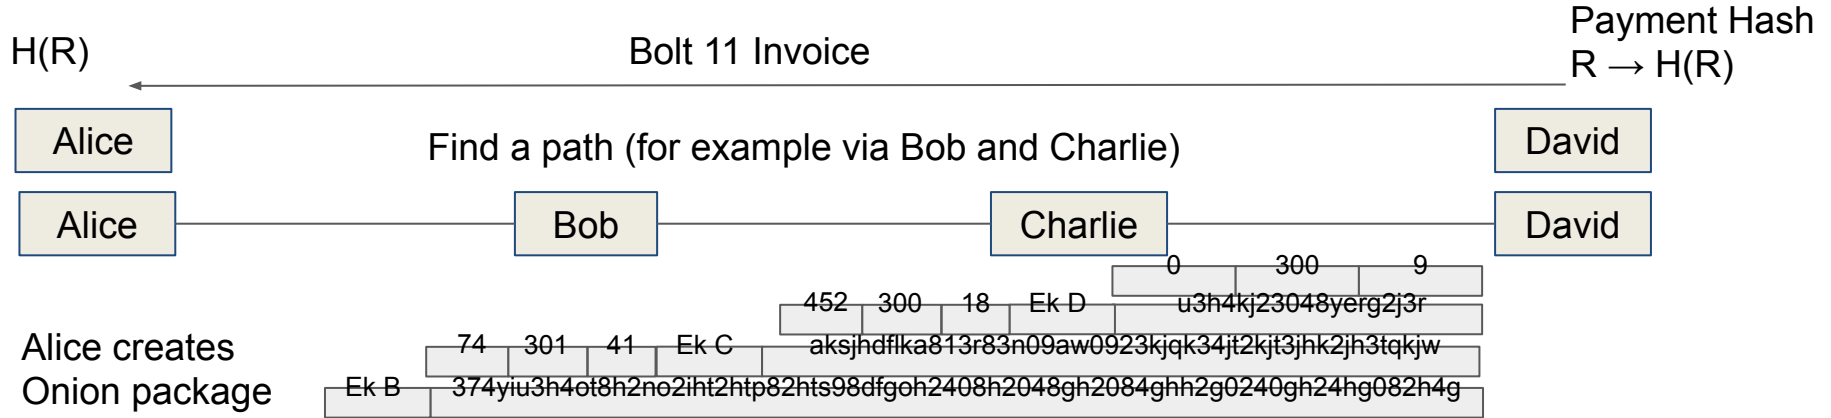 H(R)
Bolt 11 Invoice
Payment Hash
R → H(R)
Alice
Find a path (for example via Bob and Charlie)
David
Alice
Bob
Charlie
David
0 300 9
452 300 18 Ek D u3h4kj23048yerg2j3r
Alice creates
Onion package
74 301 41 Ek C aksjhdflka813r83n09aw0923kjqk34jt2kjt3jhk2jh3tqkjw
Ek B 374yiu3h4ot8h2no2iht2htp82hts98dfgoh2408h2048gh2084ghh2g0240gh24hg082h4g